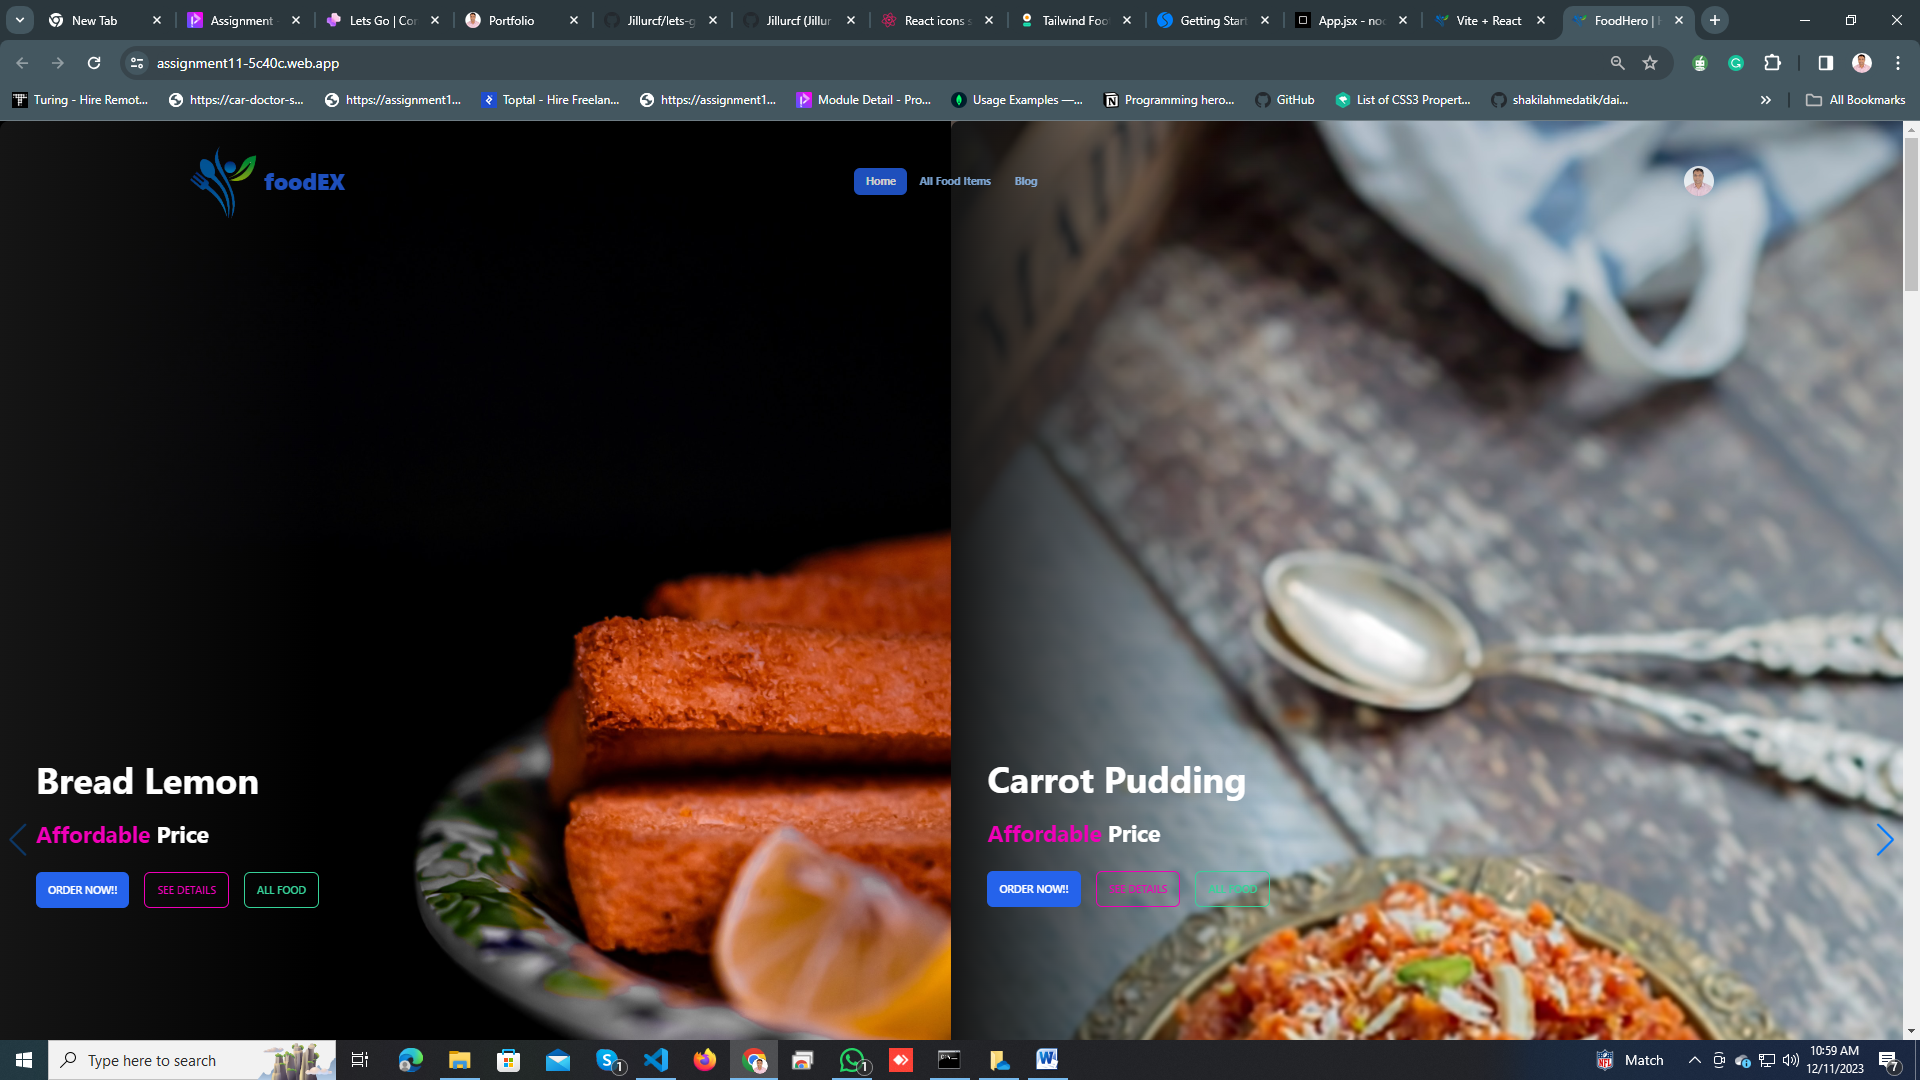 New Tab
Assignment
Lets Go | Cor
Portfolio
Jillurcf/lets-g
Jillurcf (Jillur
React icons s
Tailwind Foot
Getting Start
App.jsx - noc
Vite + React
FoodHero |
assignment11-5c40c.web.app
Turing - Hire Remot...
https://car-doctor-s...
https://assignment1...
Toptal - Hire Freelan...
https://assignment1...
Module Detail - Pro...
Usage Examples —...
Programming hero...
GitHub
List of CSS3 Propert...
shakilahmedatik/dai...
All Bookmarks
foodEX
Home
All Food Items
Blog
Bread Lemon
Affordable Price
ORDER NOW!!
SEE DETAILS
ALL FOOD
Carrot Pudding
Affordable Price
ORDER NOW!!
SEE DETAILS
ALL FOOD
Type here to search
1
1
Match
10:59 AM
12/11/2023
7